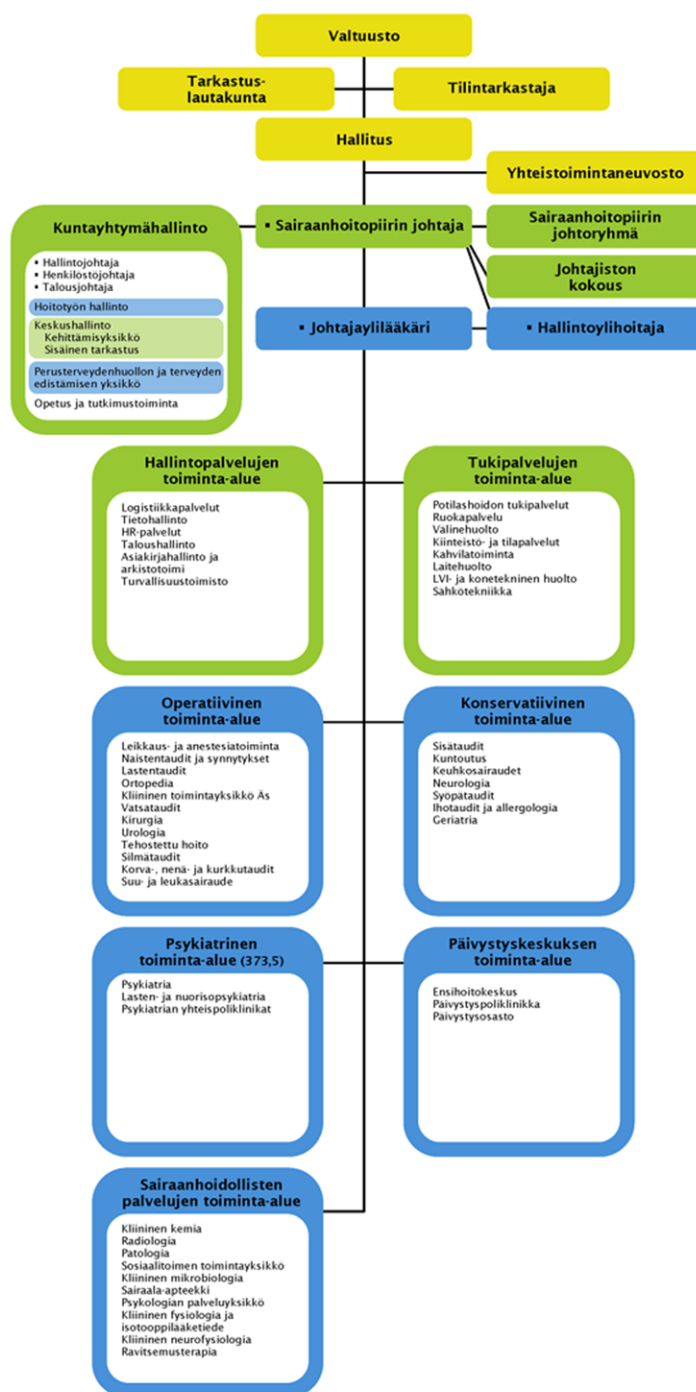 Valtuusto
Tarkastus-
lautakunta
Tilintarkastaja
Hallitus
Yhteistoimintaneuvosto
Kuntayhtymähallinto
▪ Hallintojohtaja
▪ Henkilöstöjohtaja
▪ Talousjohtaja
Hoitotyön hallinto
Keskushallinto
Kehittämisyksikkö
Sisäinen tarkastus
Perusterveydenhuollon ja terveyden
edistämisen yksikkö
Opetus ja tutkimustoiminta
▪ Sairaanhoitopiirin johtaja
Sairaanhoitopiirin
johtoryhmä
Johtajiston
kokous
▪ Johtajaylilääkäri
▪ Hallintoylihoitaja
Hallintopalvelujen
toiminta-alue
Logistiikkapalvelut
Tietohallinto
HR-palvelut
Taloushallinto
Asiakirjahallinto ja
arkistotoimi
Turvallisuustoimisto
Tukipalvelujen
toiminta-alue
Potilashoidon tukipalvelut
Ruokapalvelu
Välinehuolto
Kiinteistö- ja tilapalvelut
Kahvilatoiminta
Laitehuolto
LVI- ja konetekninen huolto
Sähkötekniikka
Operatiivinen
toiminta-alue
Leikkaus- ja anestesiatoiminta
Naistentaudit ja synnytykset
Lastentaudit
Ortopedia
Kliininen toimintayksikkö Äs
Vatsataudit
Kirurgia
Urologia
Tehostettu hoito
Silmätaudit
Korva-, nenä- ja kurkkutaudit
Suu- ja leukasairaude
Konservatiivinen
toiminta-alue
Sisätaudit
Kuntoutus
Keuhkosairaudet
Neurologia
Syöpätaudit
Ihotaudit ja allergologia
Geriatria
Psykiatrinen
toiminta-alue (373,5)
Psykiatria
Lasten- ja nuorisopsykiatria
Psykiatrian yhteispoliklinikat
Päivystyskeskuksen
toiminta-alue
Ensihoitokeskus
Päivystyspoliklinikka
Päivystysosasto
Sairaanhoidollisten
palvelujen toiminta-alue
Kliininen kemia
Radiologia
Patologia
Sosiaalitoimen toimintayksikkö
Kliininen mikrobiologia
Sairaala-apteekki
Psykologian palveluyksikkö
Kliininen fysiologia ja
isotooppilääketiede
Kliininen neurofysiologia
Ravitsemusterapia